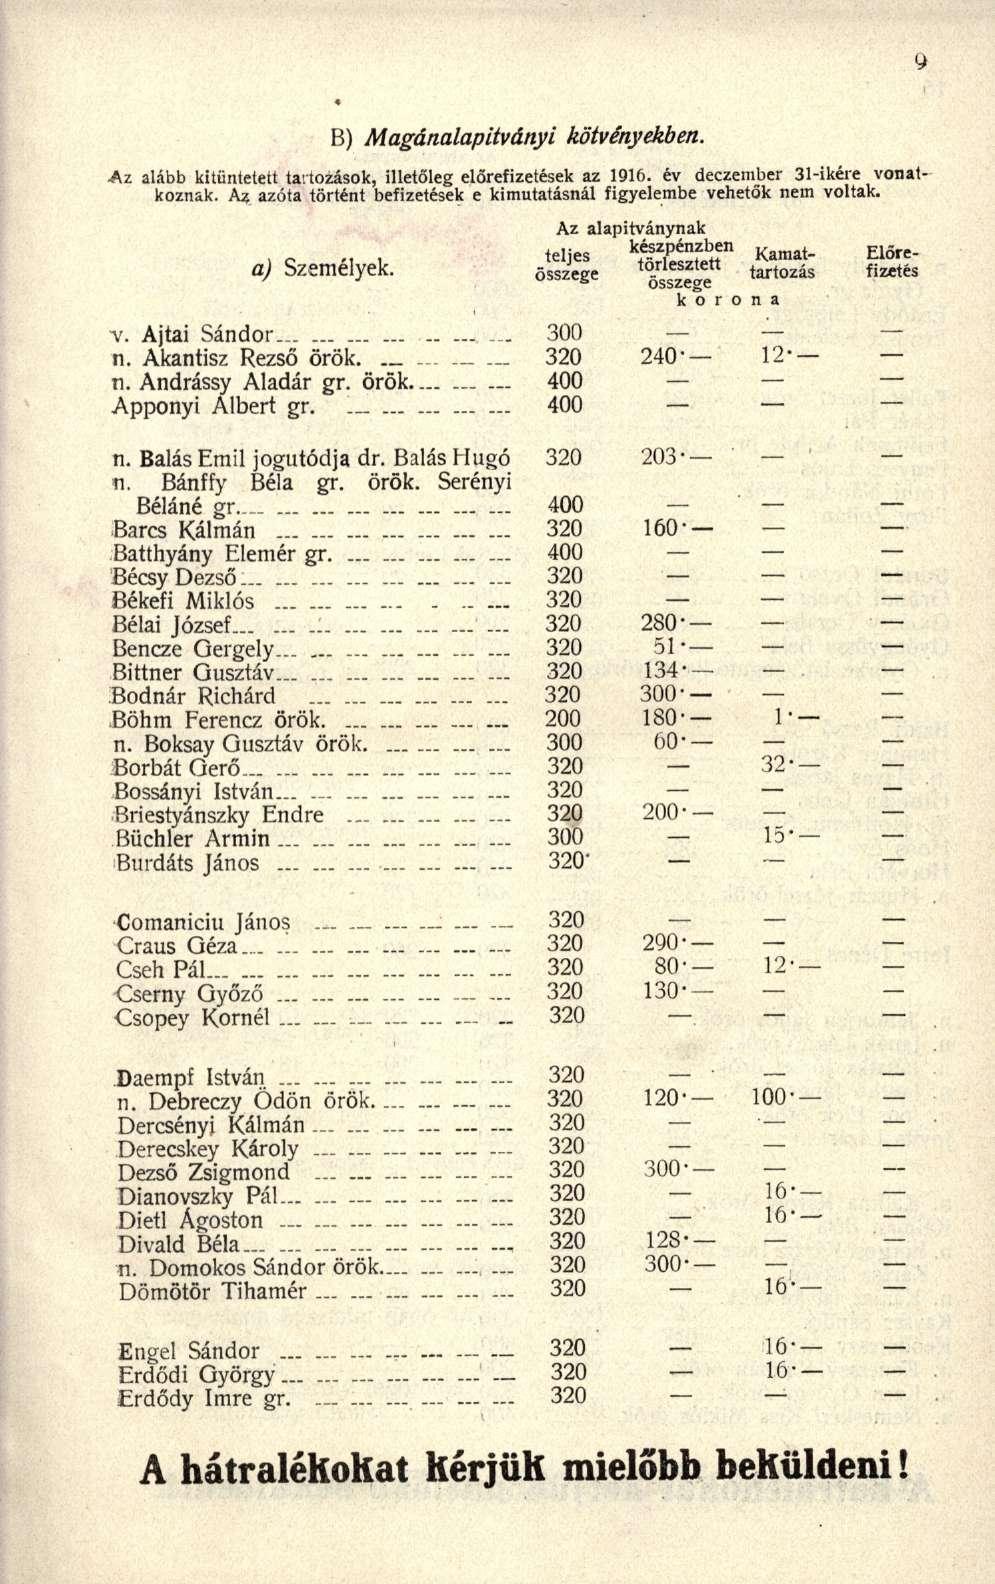 9
B) Magánalapitványi kötvényekben.
Az alább kitüntetett tartozások, illetőleg előrefizetések az 1916. év deczember 31-ikére vonat-
koznak. Az azóta történt befizetések e kimutatásnál figyelembe vehetők nem voltak.
a) Személyek.
Az alapitványnak
teljes összege
készpénzben törlesztett összege
Kamat-tartozás
Előre-fizetés
korona
v. Ajtai Sándor 300 — — —
n. Akantisz Rezső örök. 320 240·— 12·— —
n. Andrássy Aladár gr. örök. 400 — — —
Apponyi Albert gr. 400 — — —
n. Balás Emil jogutódja dr. Balás Hugó 320 203·— — —
n. Bánffy Béla gr. örök. Serényi
Béláné gr. 400 — — —
Barcs Kálmán 320 160·— — —
Batthyány Elemér gr. 400 — — —
Bécsy Dezső 320 — — —
Békefi Miklós 320 — — —
Bélai József 320 280·— — —
Bencze Gergely 320 51·— — —
Bittner Gusztáv 320 134·— — —
Bodnár Richárd 320 300·— — —
Böhm Ferencz örök. 200 180·— 1·— —
n. Boksay Gusztáv örök. 300 60·— — —
Borbát Gerő 320 — 32·— —
Bossányi István 320 — — —
Briestyánszky Endre 320 200·— — —
Büchler Armin 300 — 15·— —
Burdáts János 320· — — —
Comaniciu János 320 — — —
Craus Géza 320 290·— — —
Cseh Pál 320 80·— 12·— —
Cserny Győző 320 130·— — —
Csopey Kornél 320 — — —
Daempf István 320 — — —
n. Debreczy Ödön örök. 320 120·— 100·— —
Dercsényi Kálmán 320 — — —
Derecskey Károly 320 — — —
Dezső Zsigmond 320 300·— — —
Dianovszky Pál 320 — 16·— —
Dietl Ágoston 320 — 16·— —
Divald Béla 320 128·— — —
n. Domokos Sándor örök. 320 300·— — —
Dömötör Tihamér 320 — 16·— —
Engel Sándor 320 — 16·— —
Erdődi György 320 — 16·— —
Erdődy Imre gr. 320 — — —
A hátralékokat kérjük mielőbb beküldeni!